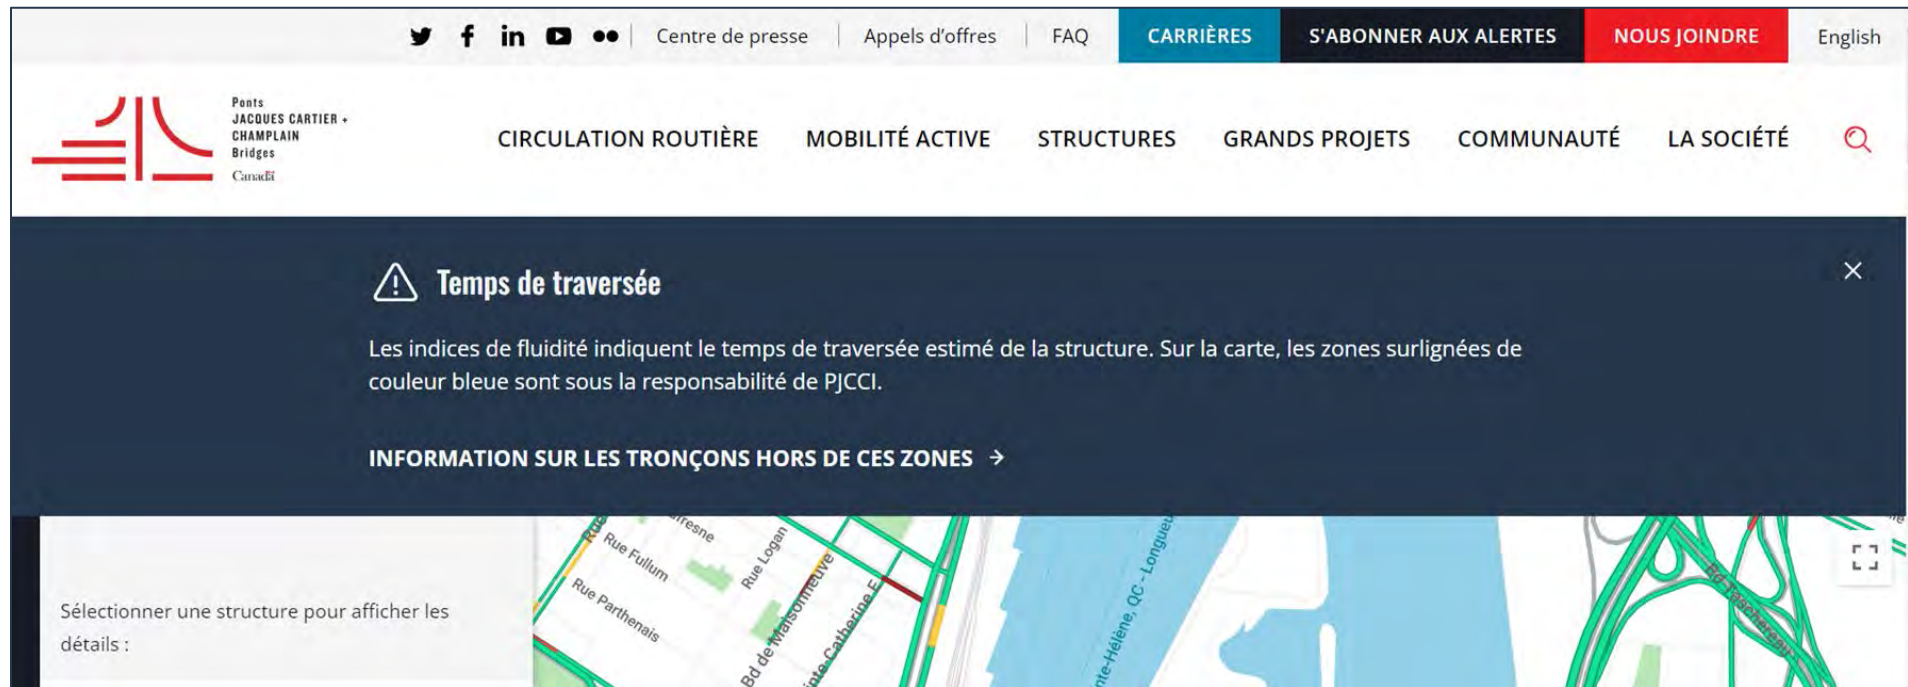 Centre de presse
Appels d'offres
FAQ
CARRIÈRES
S'ABONNER AUX ALERTES
NOUS JOINDRE
English
Ponts
JACQUES CARTIER +
CHAMPLAIN
Bridges
Canada
CIRCULATION ROUTIÈRE
MOBILITÉ ACTIVE
STRUCTURES
GRANDS PROJETS
COMMUNAUTÉ
LA SOCIÉTÉ
Temps de traversée
Les indices de fluidité indiquent le temps de traversée estimé de la structure. Sur la carte, les zones surlignées de
couleur bleue sont sous la responsabilité de PJCCI.
INFORMATION SUR LES TRONÇONS HORS DE CES ZONES →
Sélectionner une structure pour afficher les
détails :
Rue Fullum
Rue Logan
Rue Parthenais
Bd de Maisonneuve
Bd Taschereau